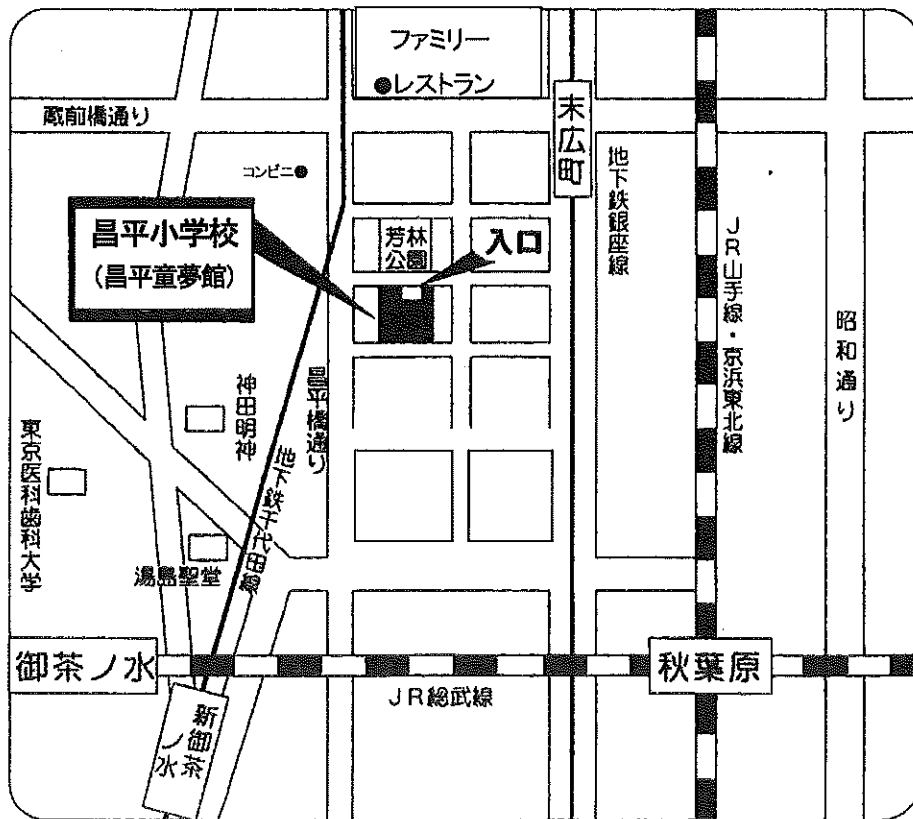 ファミリー
●レストラン
蔵前橋通り
末広町
コンビニ●
地下鉄銀座線
昌平小学校
(昌平童夢館)
芳林
公園
入口
JR山手線・京浜東北線
昭和通り
神田明神
昌平橋通り
東京医科歯科大学
地下鉄千代田線
湯島聖堂
御茶ノ水
秋葉原
JR総武線
新御茶
ノ水